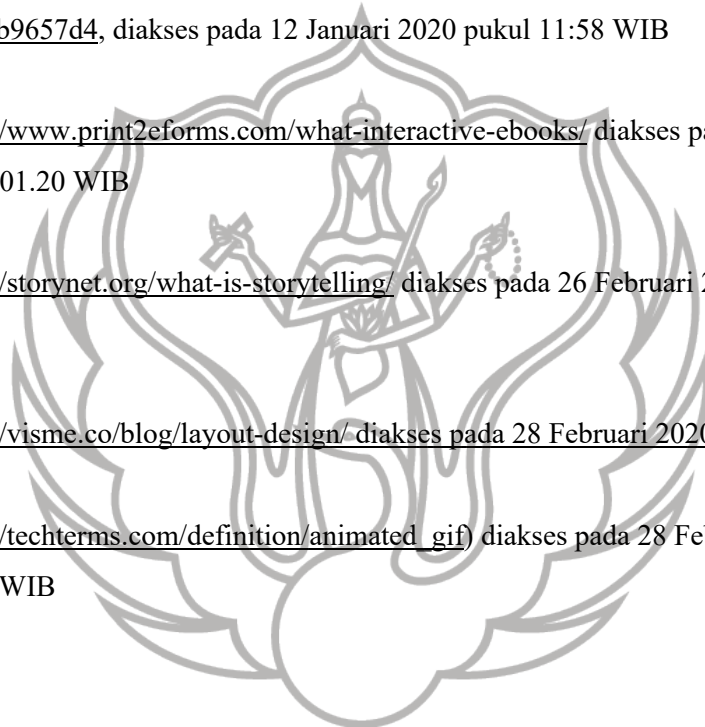 b9657d4, diakses pada 12 Januari 2020 pukul 11:58 WIB
/www.print2eforms.com/what-interactive-ebooks/ diakses pa
01.20 WIB
/storynet.org/what-is-storytelling/ diakses pada 26 Februari 2
/visme.co/blog/layout-design/ diakses pada 28 Februari 2020
/techterms.com/definition/animated_gif) diakses pada 28 Feb
WIB